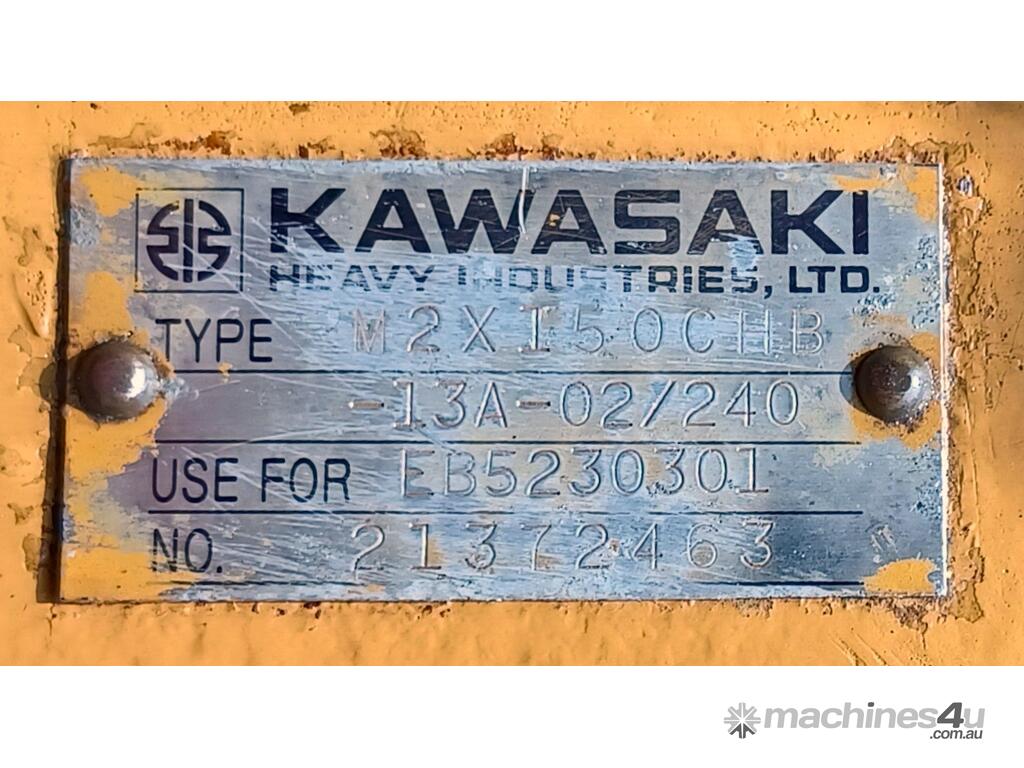 KAWASAKI
HEAVY INDUSTRIES, LTD.
TYPE M2X150CHB
-13A-02/240
USE FOR EB5230301
NO. 21372463
machines4u
.com.au